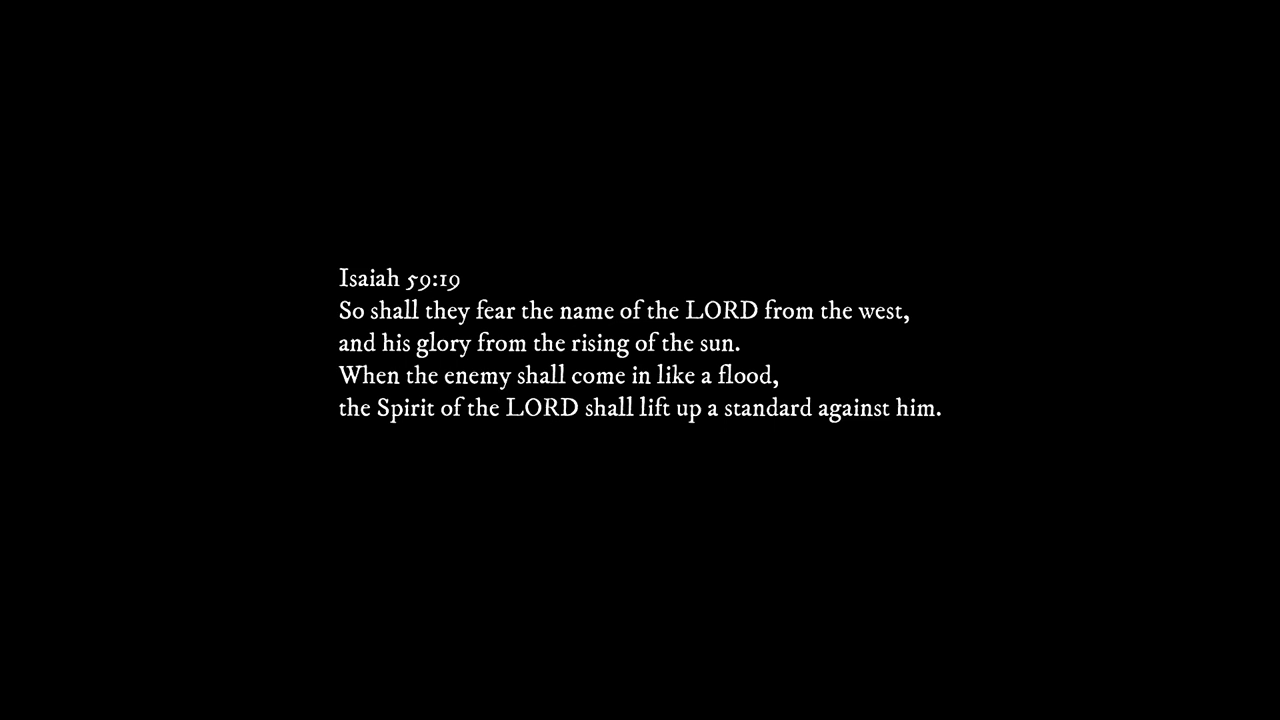 Isaiah 59:19
So shall they fear the name of the LORD from the west,
and his glory from the rising of the sun.
When the enemy shall come in like a flood,
the Spirit of the LORD shall lift up a standard against him.